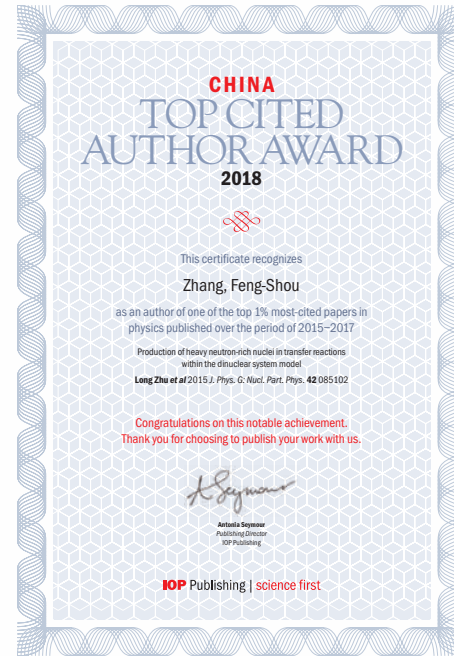 CHINA
TOP CITED
AUTHOR AWARD
2018
This certificate recognizes
Zhang, Feng-Shou
as an author of one of the top 1% most-cited papers in
physics published over the period of 2015–2017
Production of heavy neutron-rich nuclei in transfer reactions
within the dinuclear system model
Long Zhu et al 2015 J. Phys. G: Nucl. Part. Phys. 42 085102
Congratulations on this notable achievement.
Thank you for choosing to publish your work with us.
A Seymour
Antonia Seymour
Publishing Director
IOP Publishing
IOP Publishing | science first